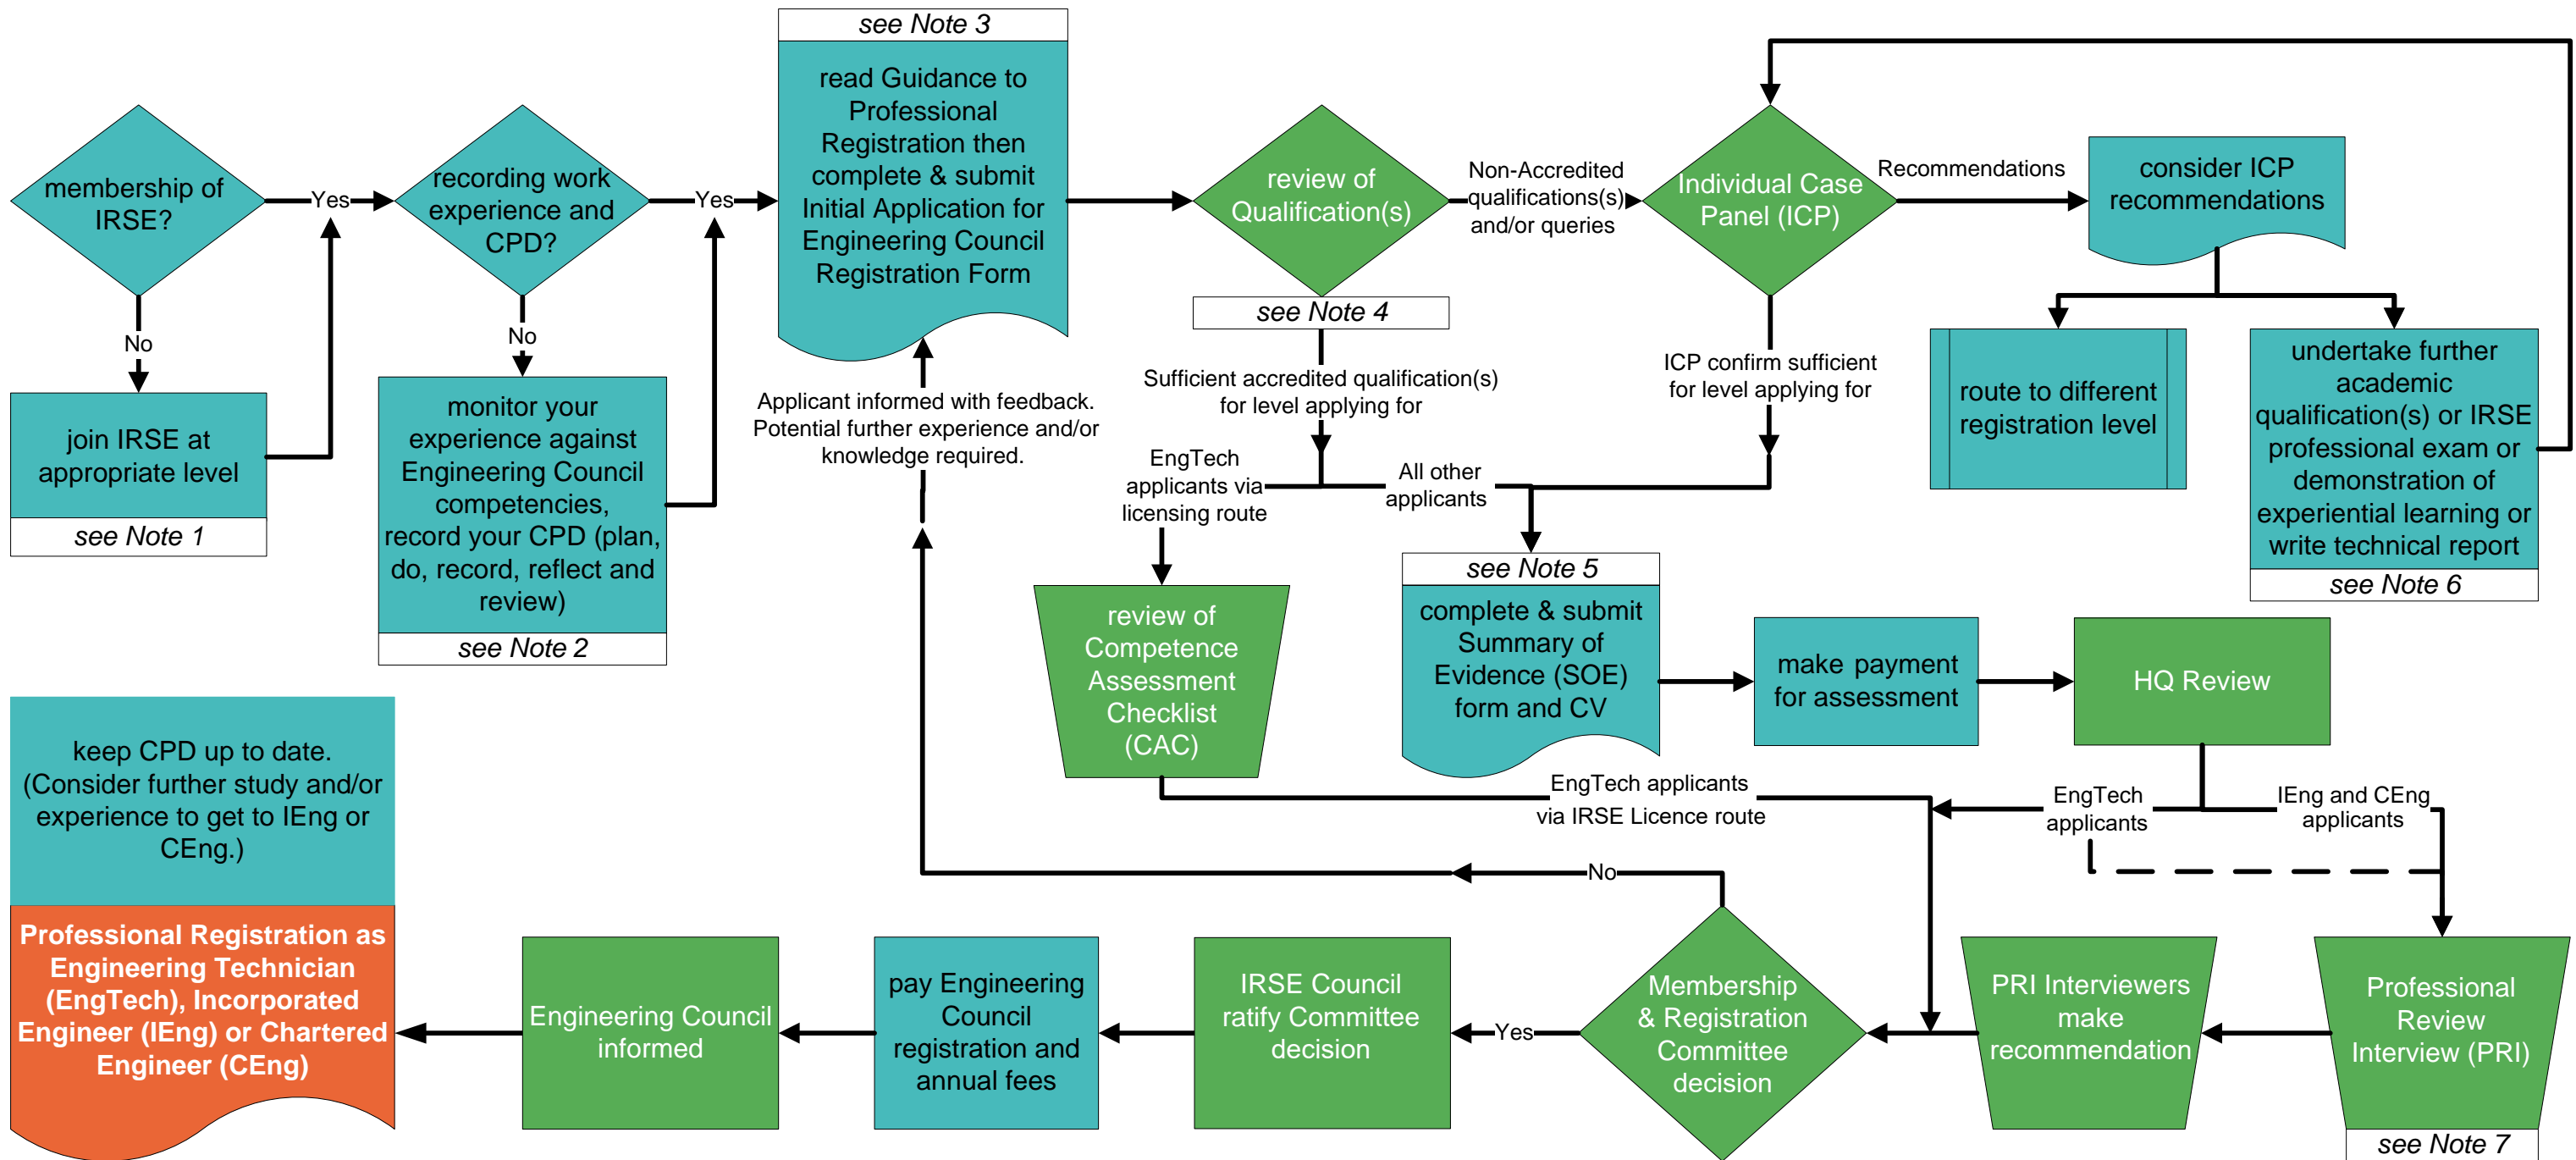 membership of
IRSE?
Yes
No
join IRSE at
appropriate level
see Note 1
recording work
experience and
CPD?
Yes
No
monitor your
experience against
Engineering Council
competencies,
record your CPD (plan,
do, record, reflect and
review)
see Note 2
see Note 3
read Guidance to
Professional
Registration then
complete & submit
Initial Application for
Engineering Council
Registration Form
Applicant informed with feedback.
Potential further experience and/or
knowledge required.
review of
Qualification(s)
see Note 4
Non-Accredited
qualifications(s)
and/or queries
Sufficient accredited qualification(s)
for level applying for
EngTech
applicants via
licensing route
All other
applicants
Individual Case
Panel (ICP)
Recommendations
ICP confirm sufficient
for level applying for
consider ICP
recommendations
route to different
registration level
undertake further
academic
qualification(s) or IRSE
professional exam or
demonstration of
experiential learning or
write technical report
see Note 6
review of
Competence
Assessment
Checklist
(CAC)
see Note 5
complete & submit
Summary of
Evidence (SOE)
form and CV
make payment
for assessment
HQ Review
EngTech applicants
via IRSE Licence route
EngTech
applicants
IEng and CEng
applicants
Professional
Review
Interview (PRI)
see Note 7
PRI Interviewers
make
recommendation
Membership
& Registration
Committee
decision
No
Yes
IRSE Council
ratify Committee
decision
pay Engineering
Council
registration and
annual fees
Engineering Council
informed
keep CPD up to date.
(Consider further study and/or
experience to get to IEng or
CEng.)
Professional Registration as
Engineering Technician
(EngTech), Incorporated
Engineer (IEng) or Chartered
Engineer (CEng)